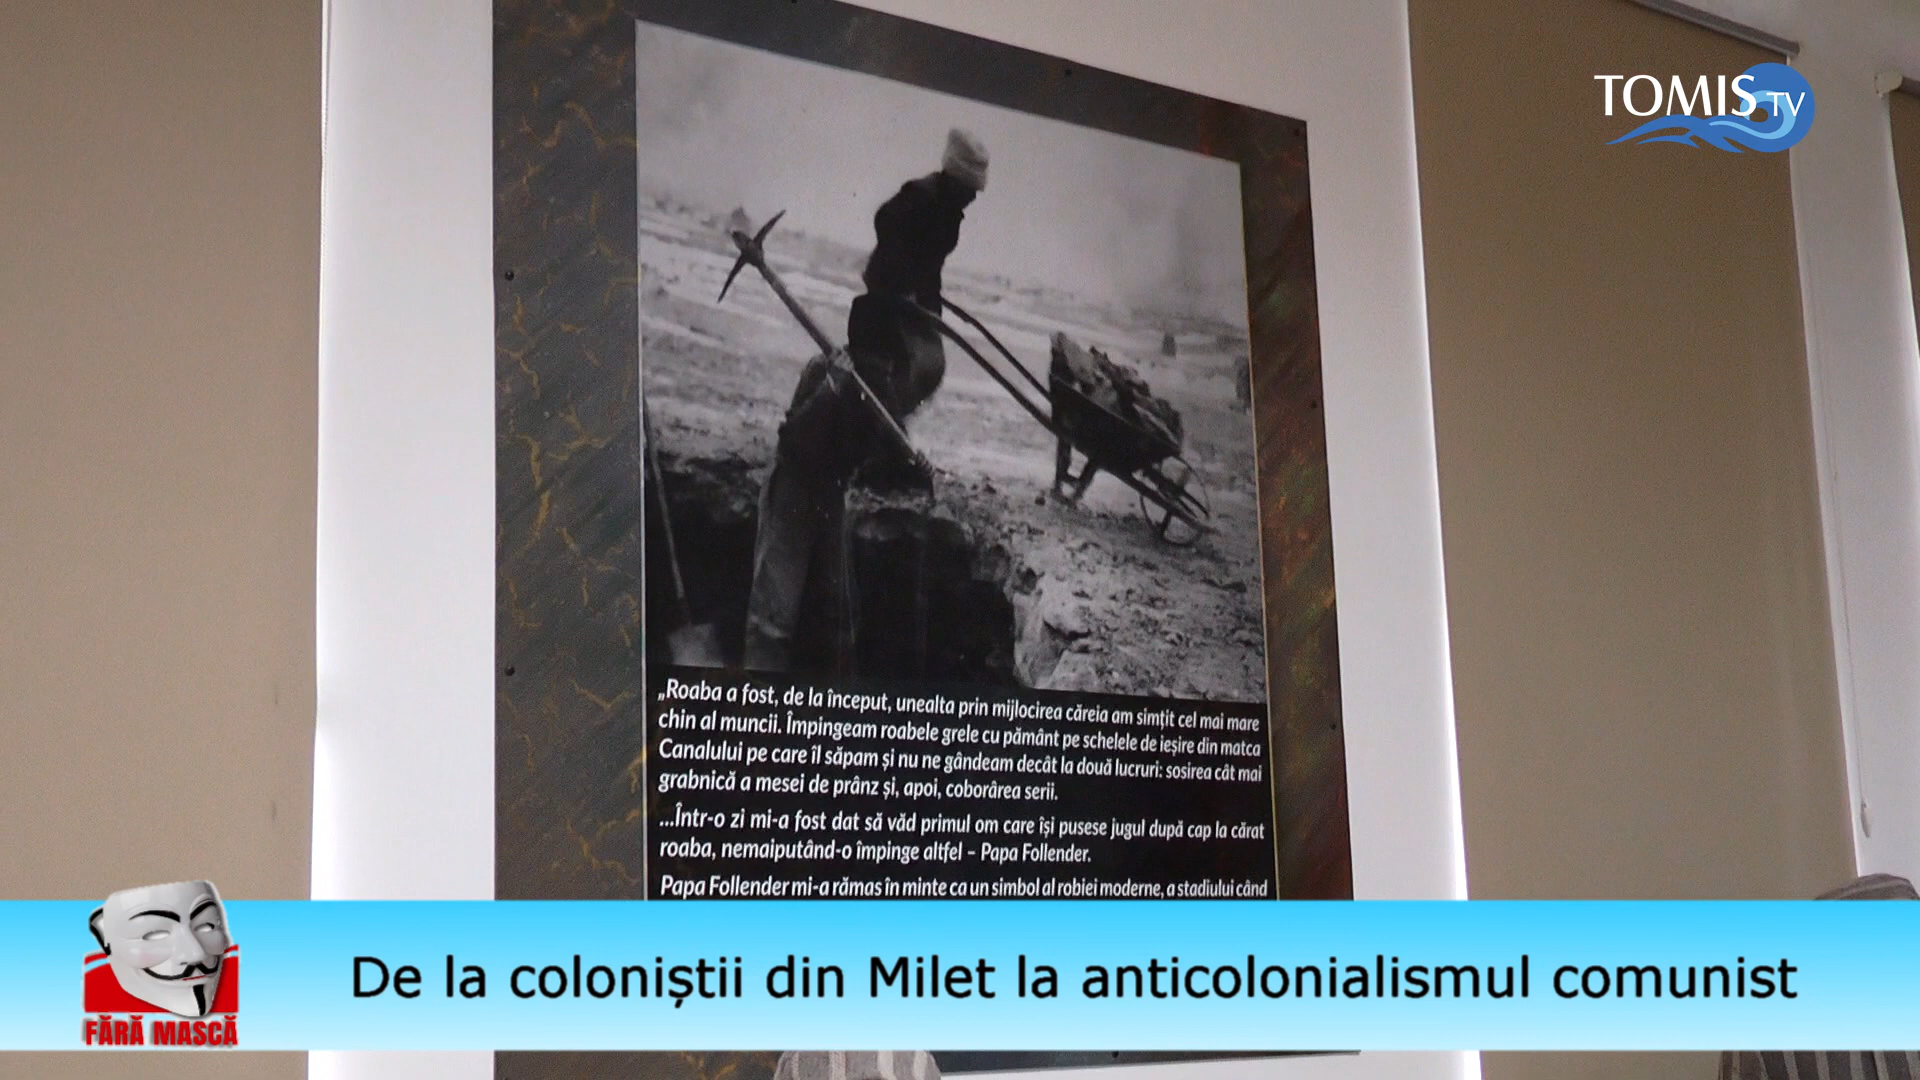 TOMIS TV
„Roaba a fost, de la început, unealta prin mijlocirea căreia am simțit cel mai mare
chin al muncii. Împingeam roabele grele cu pământ pe schelele de ieșire din matca
Canalului pe care îl săpam și nu ne gândeam decât la două lucruri: sosirea cât mai
grabnică a mesei de prânz și, apoi, coborârea serii.
...Într-o zi mi-a fost dat să văd primul om care își pusese jugul după cap la cărat
roaba, nemaiputând-o împinge altfel – Papa Follender.
Papa Follender mi-a rămas în minte ca un simbol al robiei moderne, a stadiului când
De la coloniștii din Milet la anticolonialismul comunist
FĂRĂ MASCĂ